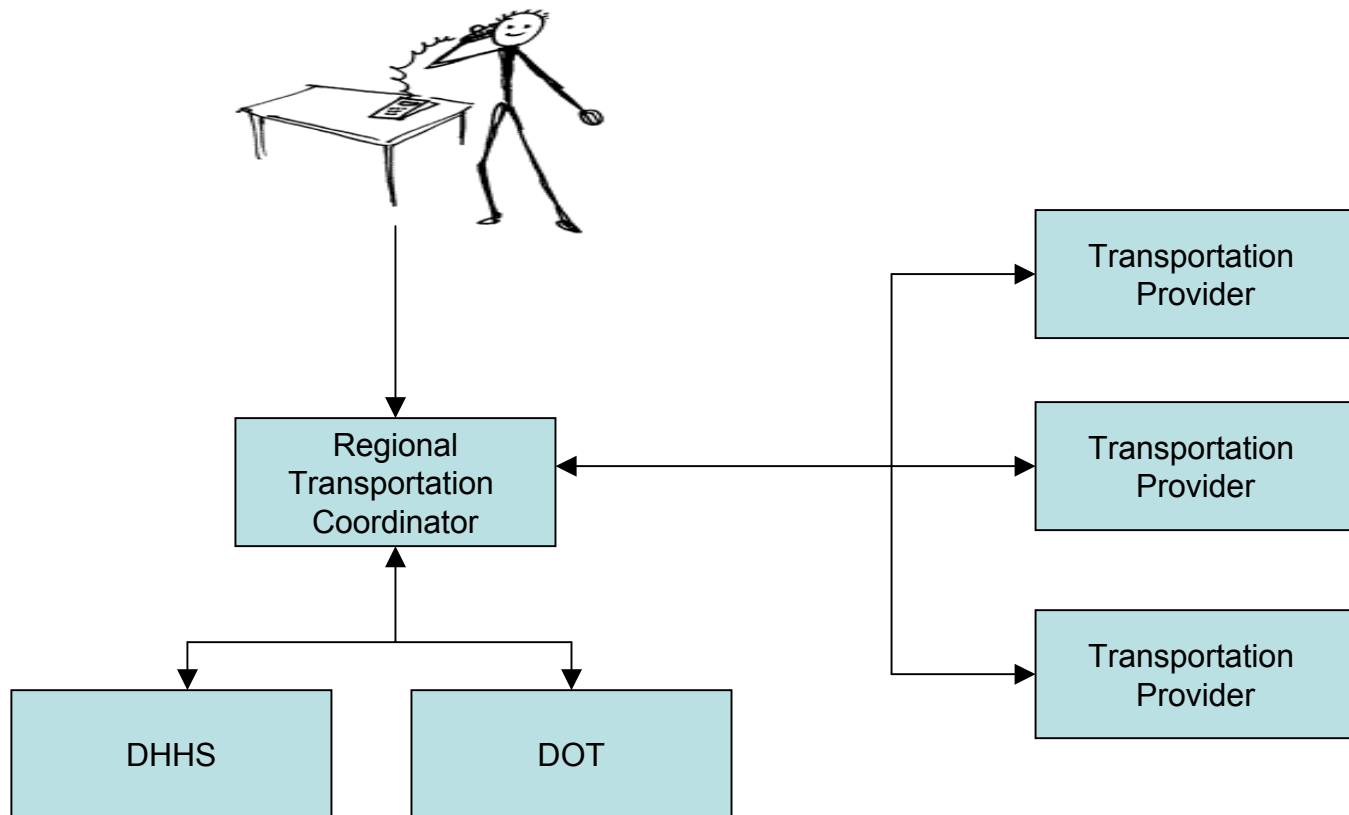 Transportation
Provider
Regional
Transportation
Coordinator
Transportation
Provider
Transportation
Provider
DHHS
DOT